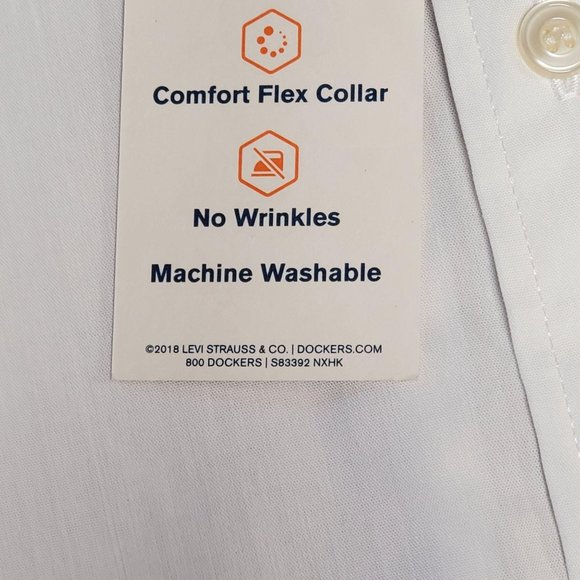 Comfort Flex Collar
No Wrinkles
Machine Washable
©2018 LEVI STRAUSS & CO. | DOCKERS.COM
800 DOCKERS | S83392 NXHK